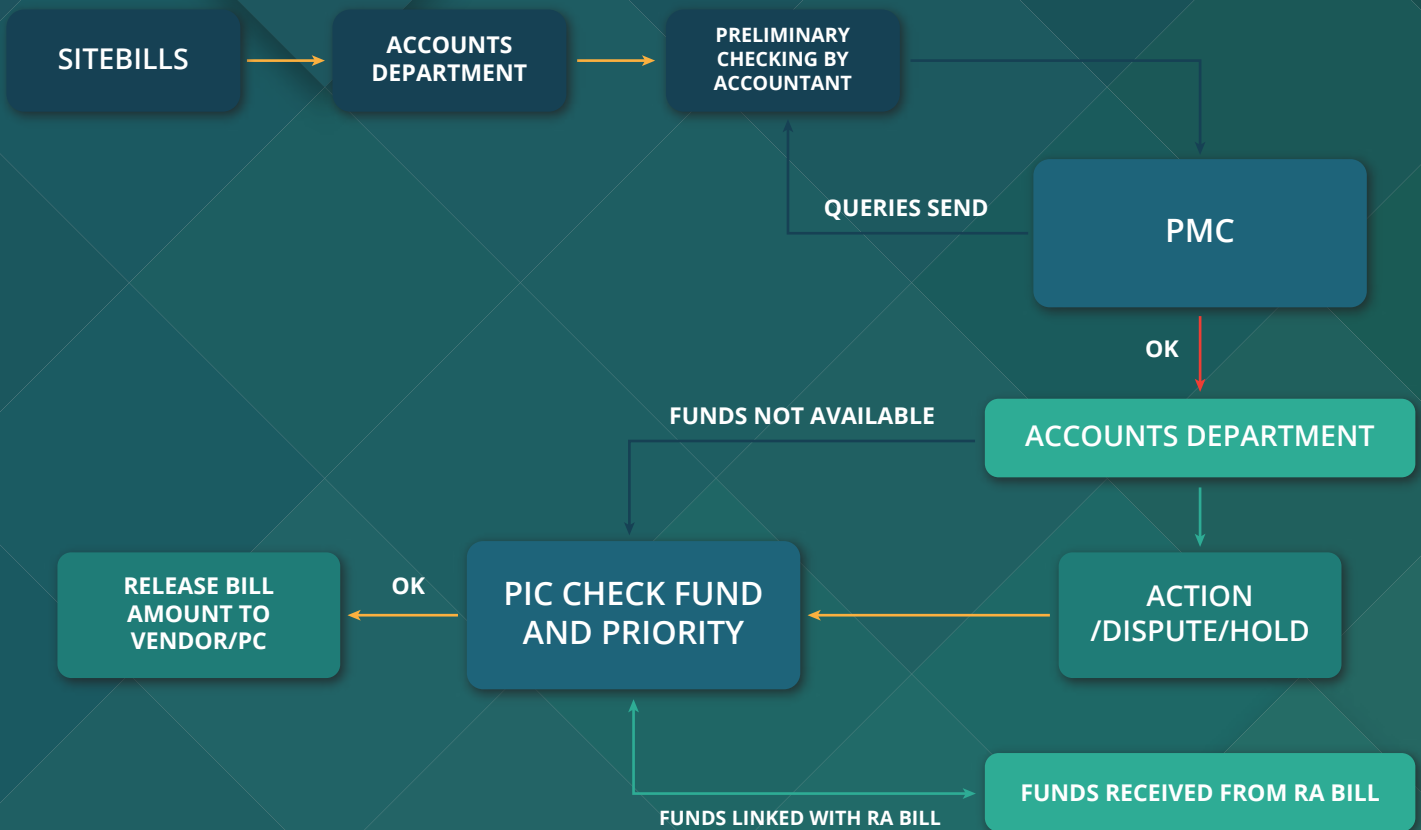 SITEBILLS
ACCOUNTS
DEPARTMENT
PRELIMINARY
CHECKING BY
ACCOUNTANT
QUERIES SEND
PMC
OK
FUNDS NOT AVAILABLE
ACCOUNTS DEPARTMENT
RELEASE BILL
AMOUNT TO
VENDOR/PC
OK
PIC CHECK FUND
AND PRIORITY
ACTION
/DISPUTE/HOLD
FUNDS RECEIVED FROM RA BILL
FUNDS LINKED WITH RA BILL